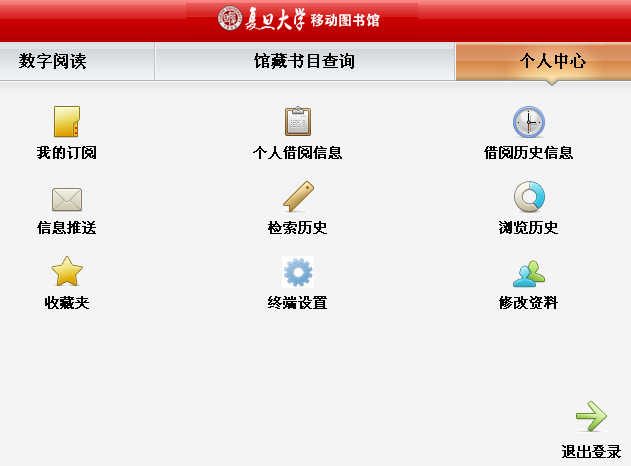 复旦大学 移动图书馆
数字阅读 馆藏书目查询 个人中心
我的订阅 个人借阅信息 借阅历史信息
信息推送 检索历史 浏览历史
收藏夹 终端设置 修改资料
退出登录